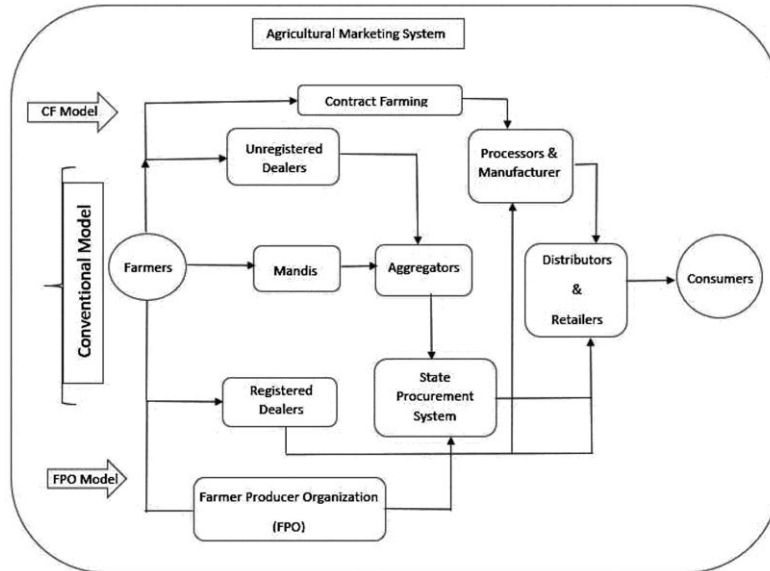 Agricultural Marketing System
CF Model
Contract Farming
Unregistered
Dealers
Processors &
Manufacturer
Conventional Model
Farmers
Mandis
Aggregators
Distributors
&
Retailers
Consumers
Registered
Dealers
State
Procurement
System
FPO Model
Farmer Producer Organization
(FPO)